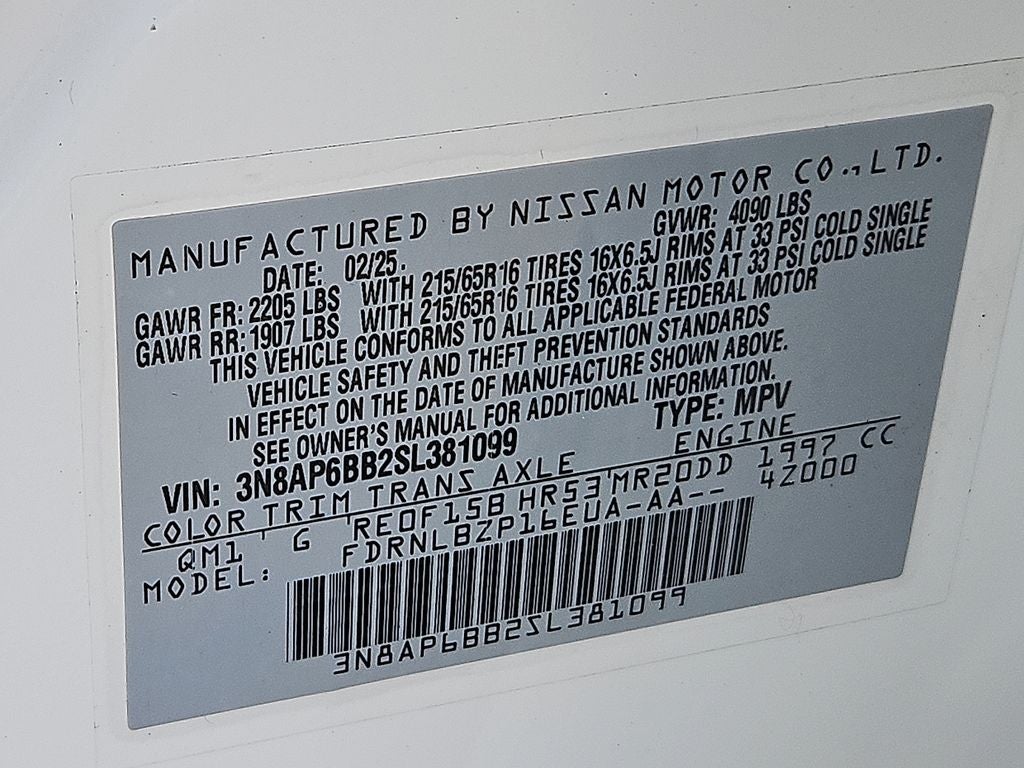 MANUFACTURED BY NISSAN MOTOR CO.,LTD.
DATE: 02/25. GVWR: 4090 LBS
GAWR FR: 2205 LBS WITH 215/65R16 TIRES 16X6.5J RIMS AT 33 PSI COLD SINGLE
GAWR RR: 1907 LBS WITH 215/65R16 TIRES 16X6.5J RIMS AT 33 PSI COLD SINGLE
THIS VEHICLE CONFORMS TO ALL APPLICABLE FEDERAL MOTOR
VEHICLE SAFETY AND THEFT PREVENTION STANDARDS
IN EFFECT ON THE DATE OF MANUFACTURE SHOWN ABOVE.
SEE OWNER'S MANUAL FOR ADDITIONAL INFORMATION.
VIN: 3N8AP6BB2SL381099 TYPE: MPV
COLOR TRIM TRANS AXLE ENGINE
QM1 ' G 'RE0F15B HR53'MR20DD 1997 CC
MODEL: FDRNLBZP16EUA-AA-- 42000
3N8AP6BB2SL381099